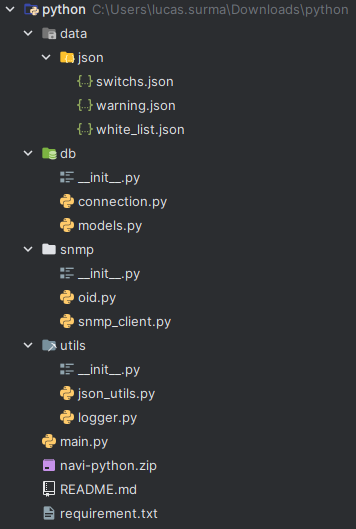 python C:\Users\lucas.surma\Downloads\python
data
json
switchs.json
warning.json
white_list.json
db
__init__.py
connection.py
models.py
snmp
__init__.py
oid.py
snmp_client.py
utils
__init__.py
json_utils.py
logger.py
main.py
navi-python.zip
README.md
requirement.txt